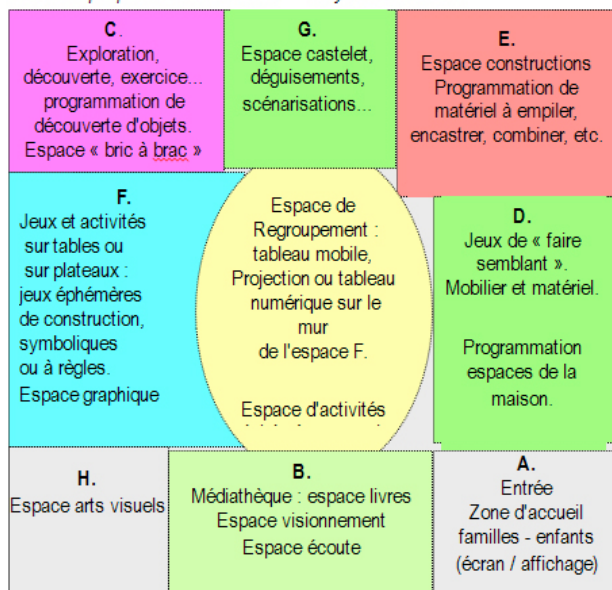 C.
Exploration,
découverte, exercice...
programmation de
découverte d'objets.
Espace « bric à brac »
G.
Espace castelet,
déguisements,
scénarisations...
E.
Espace constructions
Programmation de
matériel à empiler,
encastrer, combiner, etc.
F.
Jeux et activités
sur tables ou
sur plateaux :
jeux éphémères
de construction,
symboliques
ou à règles.
Espace graphique
Espace de
Regroupement :
tableau mobile,
Projection ou tableau
numérique sur le
mur
de l'espace F.
Espace d'activités
D.
Jeux de « faire
semblant ».
Mobilier et matériel.
Programmation
espaces de la
maison.
H.
Espace arts visuels
B.
Médiathèque : espace livres
Espace visionnement
Espace écoute
A.
Entrée
Zone d'accueil
familles - enfants
(écran / affichage)